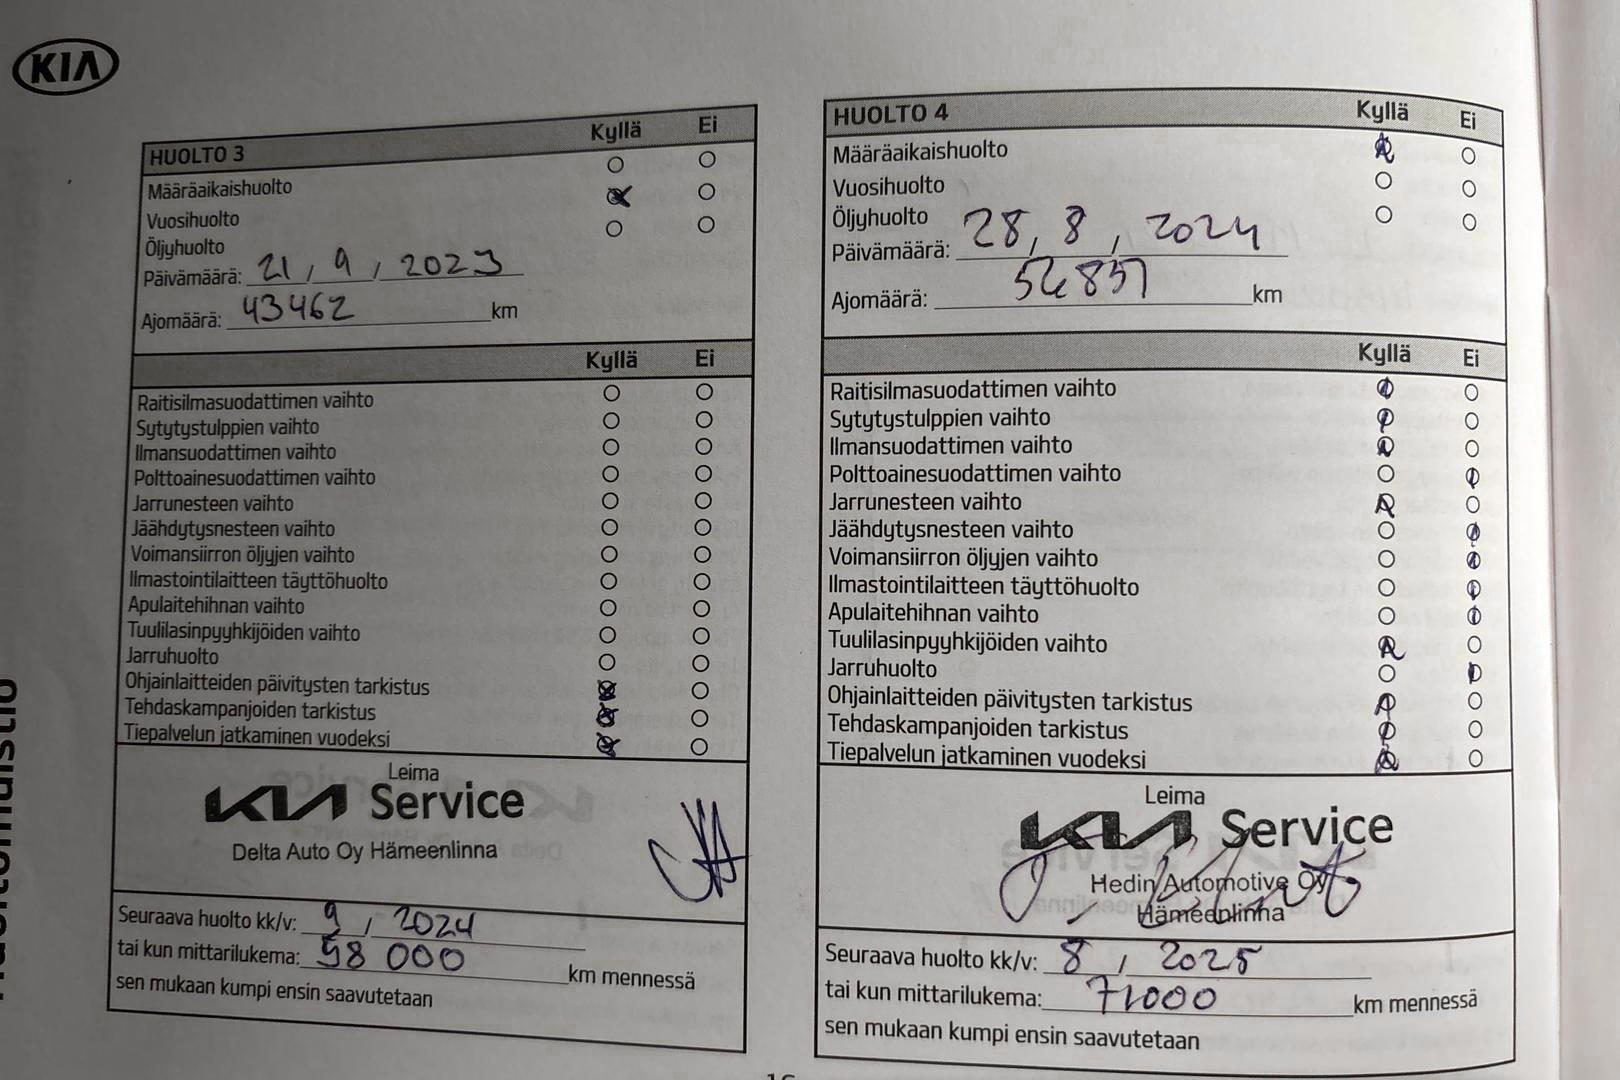 KIA
HUOLTO 3 Kyllä Ei
Määräaikaishuolto
Vuosihuolto
Öljyhuolto
Päivämäärä: 21, 9, 2023
Ajomäärä: 43462 km
Kyllä Ei
Raitisilmasuodattimen vaihto
Sytytystulppien vaihto
Ilmansuodattimen vaihto
Polttoainesuodattimen vaihto
Jarrunesteen vaihto
Jäähdytysnesteen vaihto
Voimansiirron öljyjen vaihto
Ilmastointilaitteen täyttöhuolto
Apulaitehihnan vaihto
Tuulilasinpyyhkijöiden vaihto
Jarruhuolto
Ohjainlaitteiden päivitysten tarkistus
Tehdaskampanjoiden tarkistus
Tiepalvelun jatkaminen vuodeksi
Leima
KIA Service
Delta Auto Oy Hämeenlinna
Seuraava huolto kk/v: 9, 2024
tai kun mittarilukema: 58 000 km mennessä
sen mukaan kumpi ensin saavutetaan
HUOLTO 4 Kyllä Ei
Määräaikaishuolto
Vuosihuolto
Öljyhuolto
Päivämäärä: 28, 8, 2024
Ajomäärä: km
Kyllä Ei
Raitisilmasuodattimen vaihto
Sytytystulppien vaihto
Ilmansuodattimen vaihto
Polttoainesuodattimen vaihto
Jarrunesteen vaihto
Jäähdytysnesteen vaihto
Voimansiirron öljyjen vaihto
Ilmastointilaitteen täyttöhuolto
Apulaitehihnan vaihto
Tuulilasinpyyhkijöiden vaihto
Jarruhuolto
Ohjainlaitteiden päivitysten tarkistus
Tehdaskampanjoiden tarkistus
Tiepalvelun jatkaminen vuodeksi
Leima
KIA Service
Hedin Automotive Oy
Hämeenlinna
Seuraava huolto kk/v: 8, 2025
tai kun mittarilukema: 71000 km mennessä
sen mukaan kumpi ensin saavutetaan